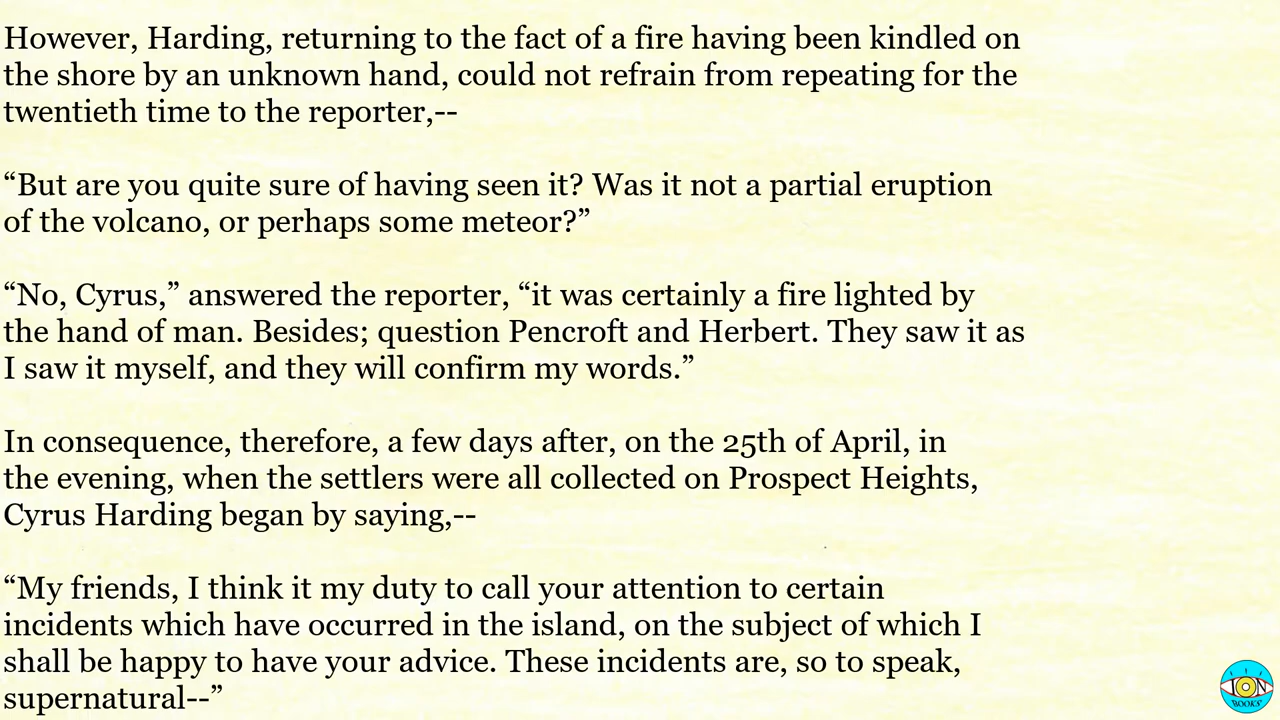 However, Harding, returning to the fact of a fire having been kindled on
the shore by an unknown hand, could not refrain from repeating for the
twentieth time to the reporter,--
“But are you quite sure of having seen it? Was it not a partial eruption
of the volcano, or perhaps some meteor?”
“No, Cyrus,” answered the reporter, “it was certainly a fire lighted by
the hand of man. Besides; question Pencroft and Herbert. They saw it as
I saw it myself, and they will confirm my words.”
In consequence, therefore, a few days after, on the 25th of April, in
the evening, when the settlers were all collected on Prospect Heights,
Cyrus Harding began by saying,--
“My friends, I think it my duty to call your attention to certain
incidents which have occurred in the island, on the subject of which I
shall be happy to have your advice. These incidents are, so to speak,
supernatural--”
ION
BOOKS